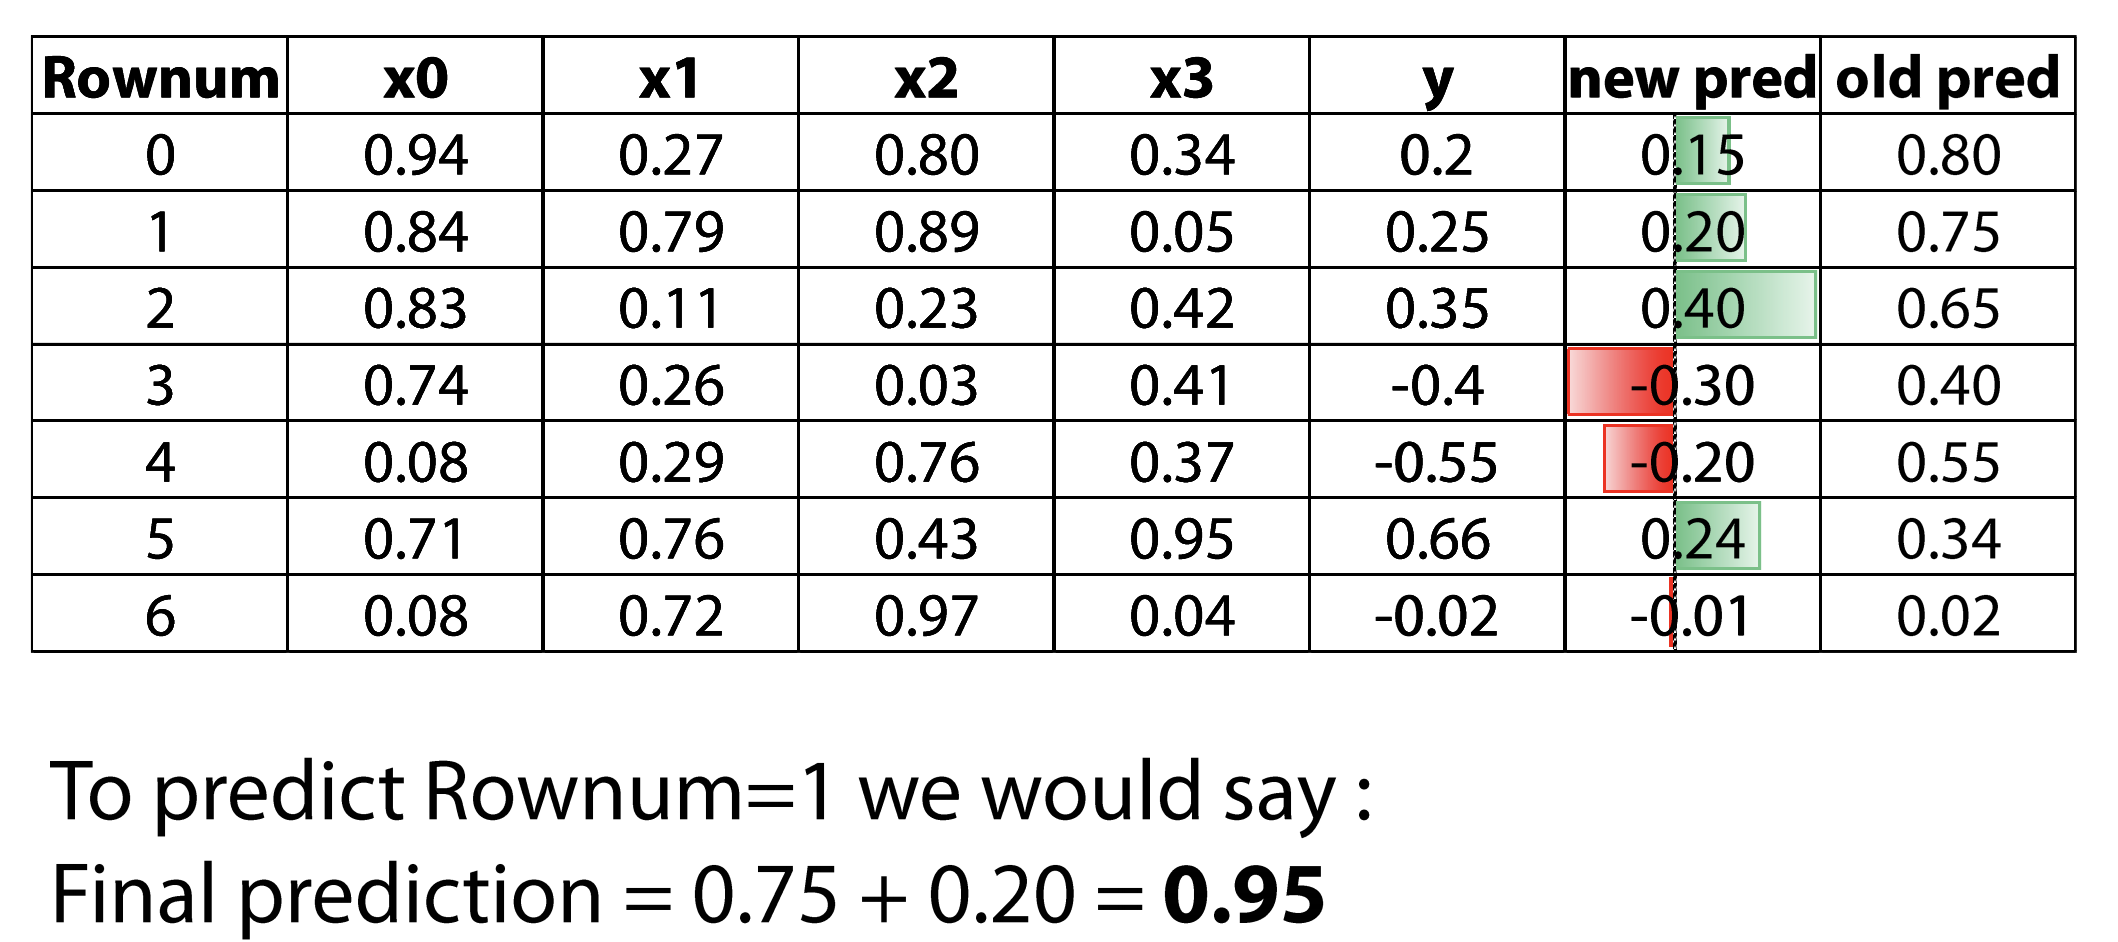 Rownum x0 x1 x2 x3 y new pred old pred
0 0.94 0.27 0.80 0.34 0.2 0.15 0.80
1 0.84 0.79 0.89 0.05 0.25 0.20 0.75
2 0.83 0.11 0.23 0.42 0.35 0.40 0.65
3 0.74 0.26 0.03 0.41 -0.4 -0.30 0.40
4 0.08 0.29 0.76 0.37 -0.55 -0.20 0.55
5 0.71 0.76 0.43 0.95 0.66 0.24 0.34
6 0.08 0.72 0.97 0.04 -0.02 -0.01 0.02
To predict Rownum=1 we would say :
Final prediction = 0.75 + 0.20 = 0.95